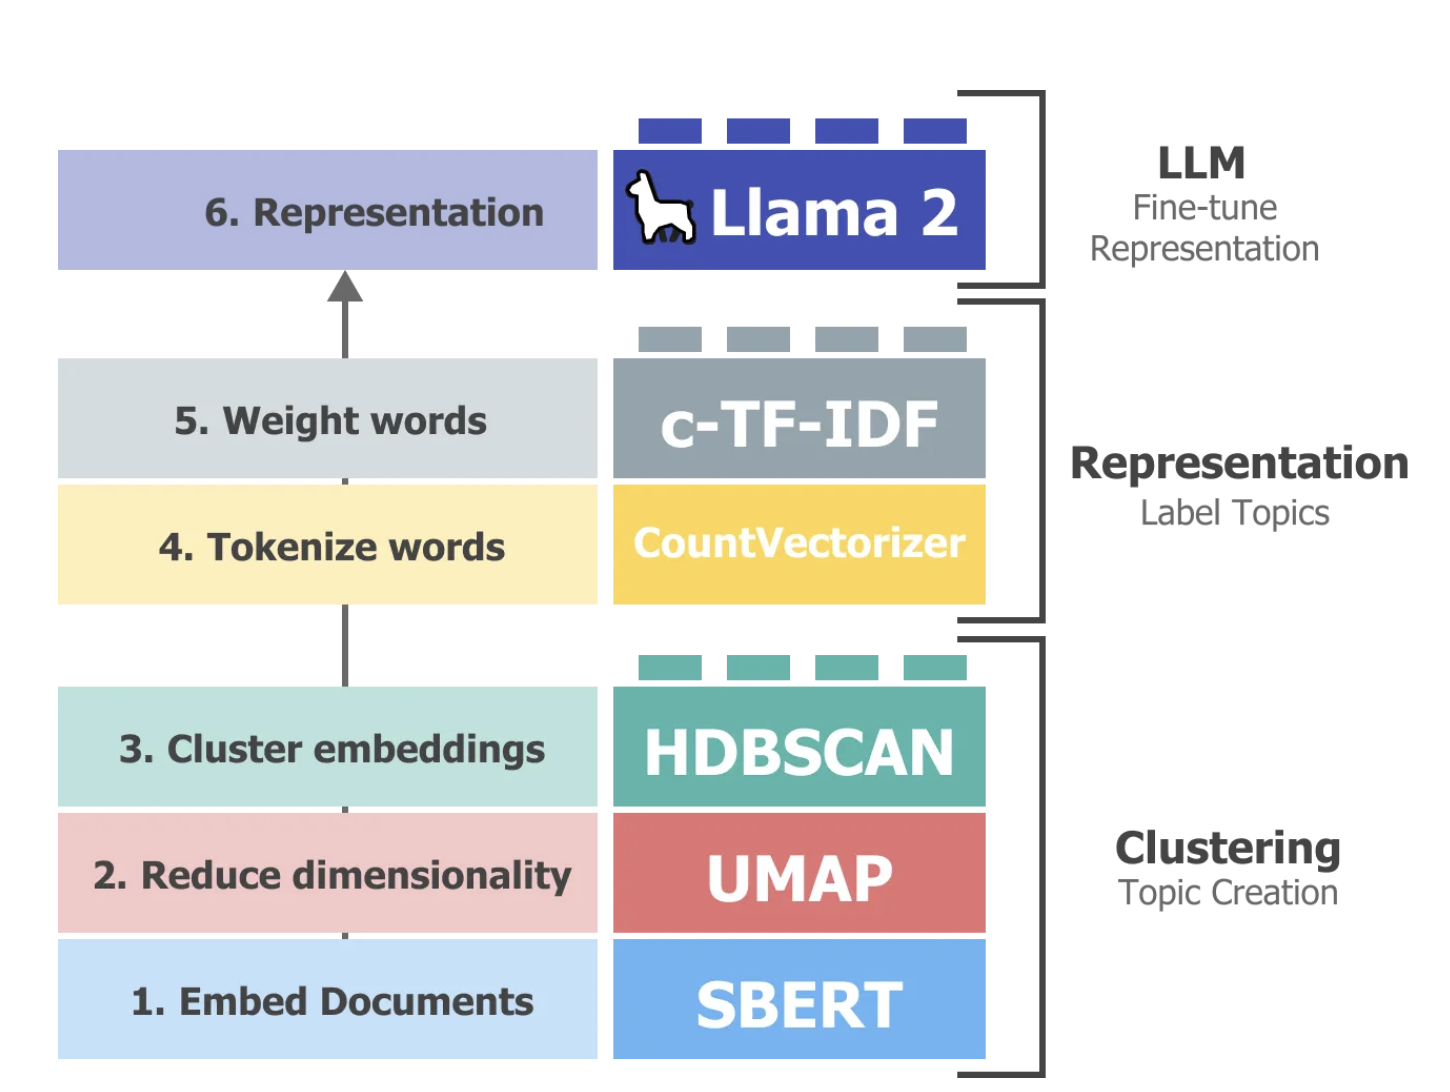 6. Representation
Llama 2
LLM
Fine-tune
Representation
5. Weight words
c-TF-IDF
4. Tokenize words
CountVectorizer
Representation
Label Topics
3. Cluster embeddings
HDBSCAN
2. Reduce dimensionality
UMAP
1. Embed Documents
SBERT
Clustering
Topic Creation